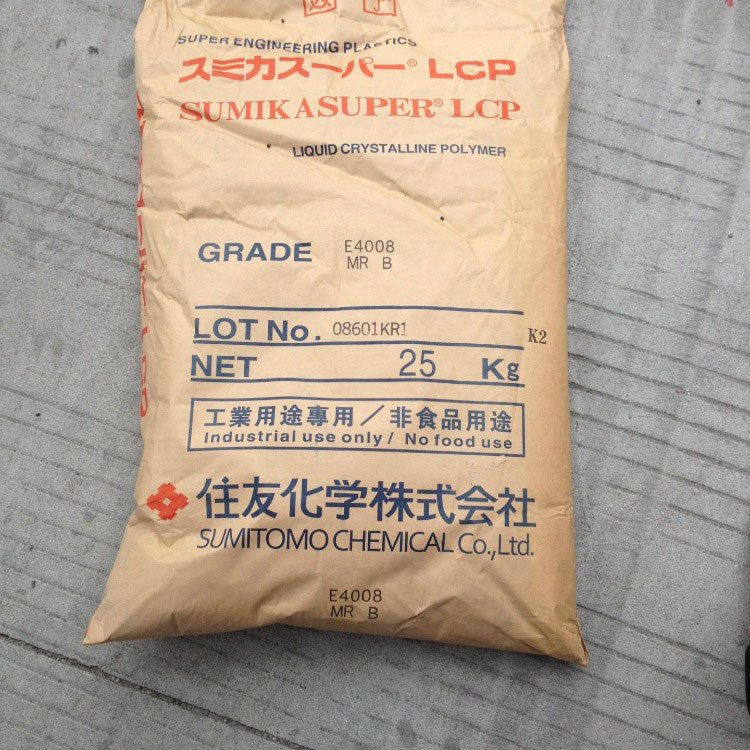 SUPER ENGINEERING PLASTICS
スミカスーパー® LCP
SUMIKASUPER® LCP
LIQUID CRYSTALLINE POLYMER
GRADE E4008
MR B
LOT No. 08601KR1 K2
NET 25 Kg
工業用途專用／非食品用途
Industrial use only / No food use
住友化学株式会社
SUMITOMO CHEMICAL Co.,Ltd.
E4008
MR B